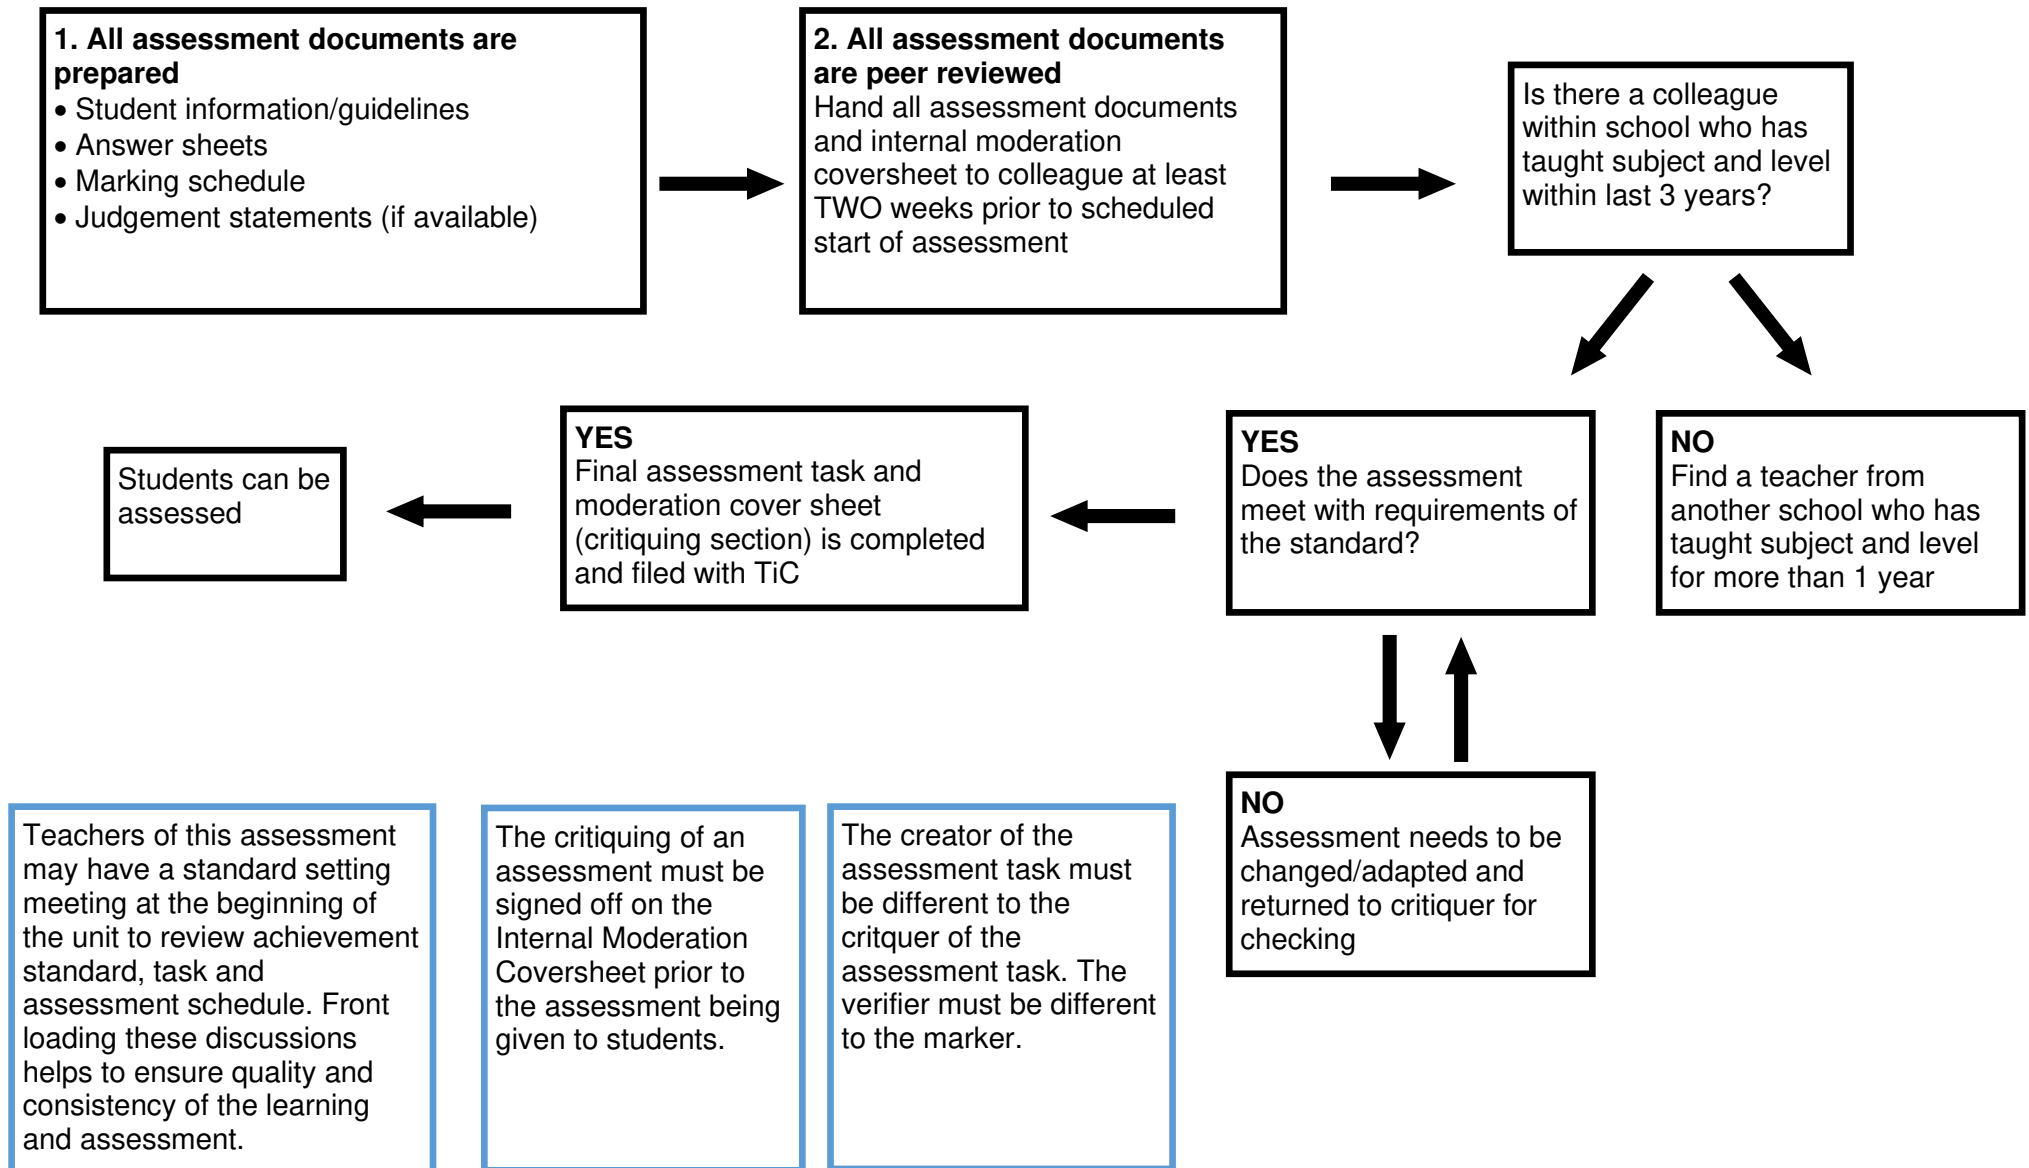 1. All assessment documents are
prepared
• Student information/guidelines
• Answer sheets
• Marking schedule
• Judgement statements (if available)
2. All assessment documents
are peer reviewed
Hand all assessment documents
and internal moderation
coversheet to colleague at least
TWO weeks prior to scheduled
start of assessment
Is there a colleague
within school who has
taught subject and level
within last 3 years?
YES
Does the assessment
meet with requirements of
the standard?
NO
Find a teacher from
another school who has
taught subject and level
for more than 1 year
YES
Final assessment task and
moderation cover sheet
(critiquing section) is completed
and filed with TiC
Students can be
assessed
NO
Assessment needs to be
changed/adapted and
returned to critiquer for
checking
Teachers of this assessment
may have a standard setting
meeting at the beginning of
the unit to review achievement
standard, task and
assessment schedule. Front
loading these discussions
helps to ensure quality and
consistency of the learning
and assessment.
The critiquing of an
assessment must be
signed off on the
Internal Moderation
Coversheet prior to
the assessment being
given to students.
The creator of the
assessment task must
be different to the
critquer of the
assessment task. The
verifier must be different
to the marker.